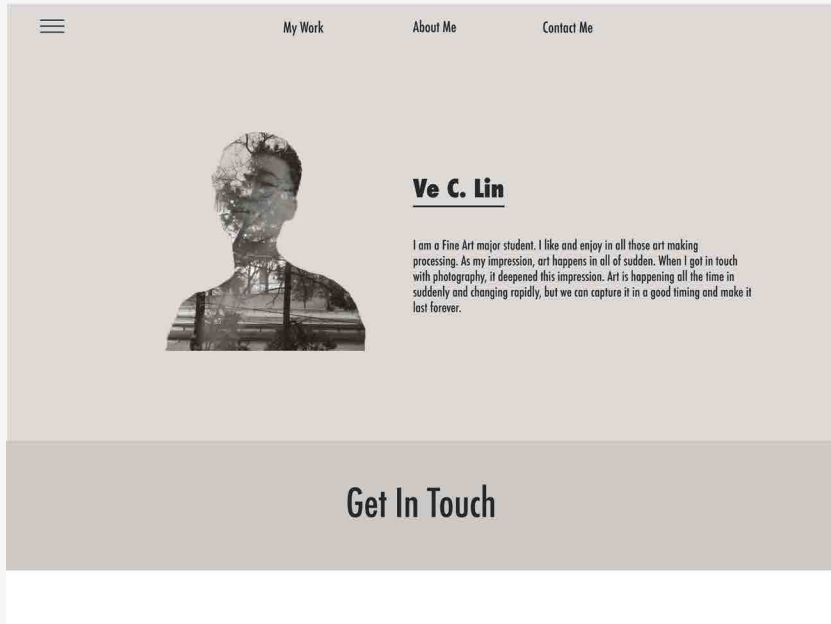 My Work About Me Contact Me
Ve C. Lin
I am a Fine Art major student. I like and enjoy in all those art making
processing. As my impression, art happens in all of sudden. When I got in touch
with photography, it deepened this impression. Art is happening all the time in
suddenly and changing rapidly, but we can capture it in a good timing and make it
last forever.
Get In Touch